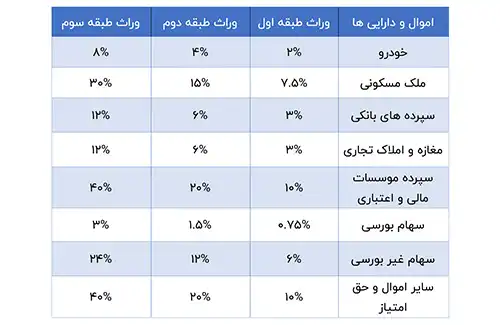 اموال و دارایی ها وراث طبقه اول وراث طبقه دوم وراث طبقه سوم
خودرو ۲% ۴% ۸%
ملک مسکونی ۷.۵% ۱۵% ۳۰%
سپرده های بانکی ۳% ۶% ۱۲%
مغازه و املاک تجاری ۳% ۶% ۱۲%
سپرده موسسات
مالی و اعتباری ۱۰% ۲۰% ۴۰%
سهام بورسی ۰.۷۵% ۱.۵% ۳%
سهام غیر بورسی ۶% ۱۲% ۲۴%
سایر اموال و حق
امتیاز ۱۰% ۲۰% ۴۰%